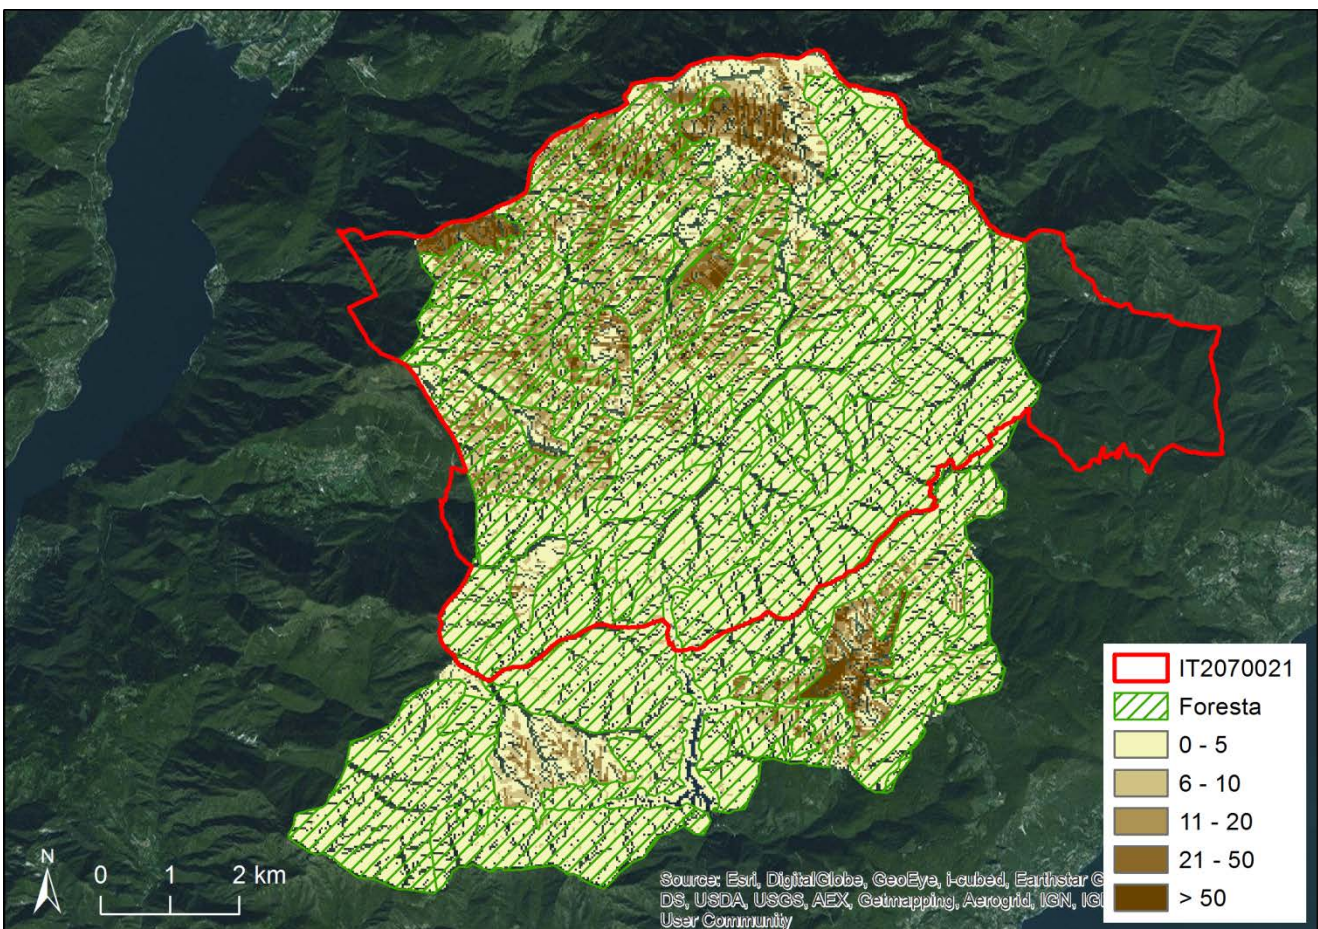 IT2070021
Foresta
0 - 5
6 - 10
11 - 20
21 - 50
> 50
N
0 1 2 km
Source: Esri, DigitalGlobe, GeoEye, i-cubed, Earthstar G
DS, USDA, USGS, AEX, Getmapping, Aerogrid, IGN, IG
User Community